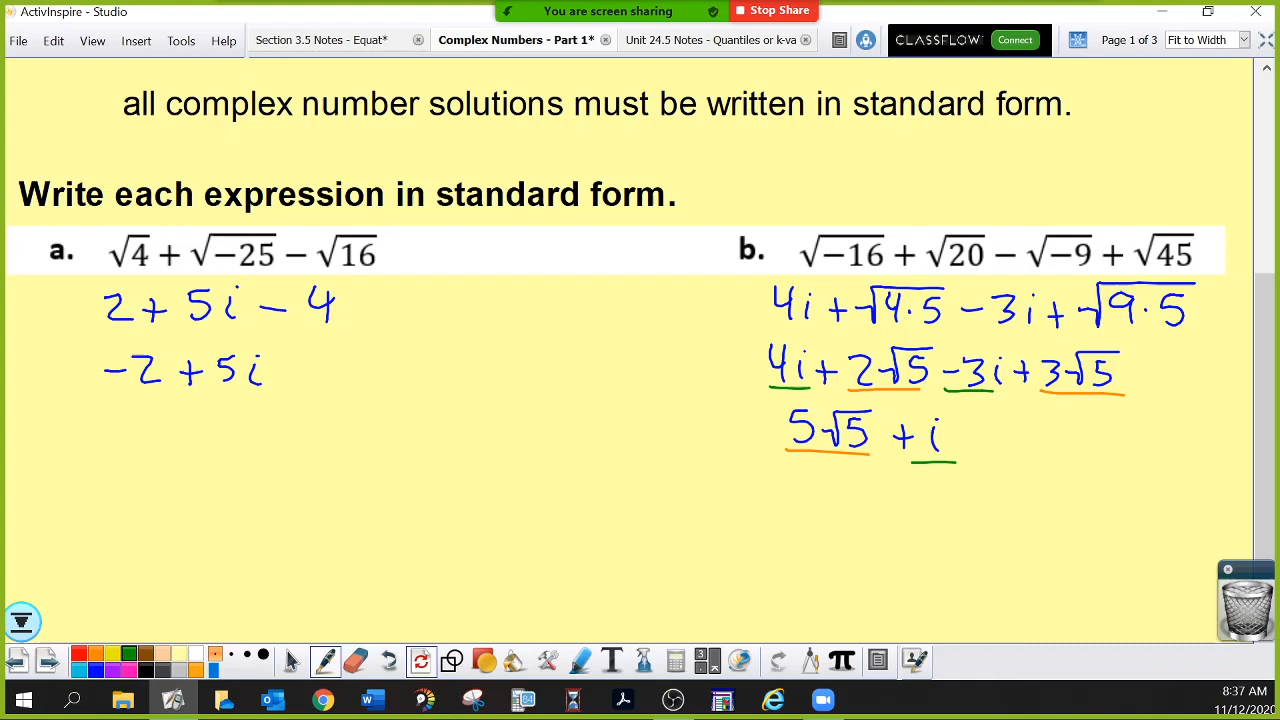 ActivInspire - Studio
You are screen sharing
Stop Share
File Edit View Insert Tools Help
Section 3.5 Notes - Equat*
Complex Numbers - Part 1*
Unit 24.5 Notes - Quantiles or k-va
CLASSFLOW Connect
Page 1 of 3
Fit to Width
all complex number solutions must be written in standard form.
Write each expression in standard form.
a. √4 + √−25 − √16
2 + 5i − 4
−2 + 5i
b. √−16 + √20 − √−9 + √45
4i + √4·5 − 3i + √9·5
4i + 2√5 − 3i + 3√5
5√5 + i
8:37 AM
11/12/2020